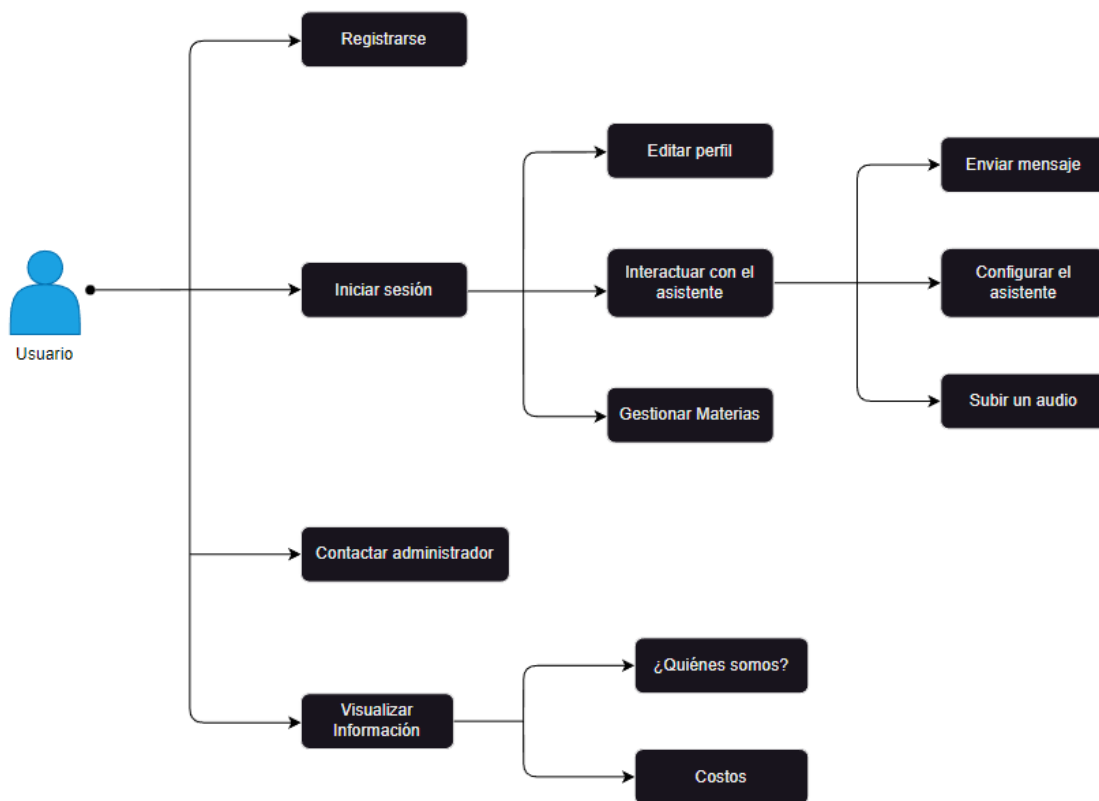 Registrarse
Editar perfil
Enviar mensaje
Usuario
Iniciar sesión
Interactuar con el
asistente
Configurar el
asistente
Gestionar Materias
Subir un audio
Contactar administrador
¿Quiénes somos?
Visualizar
Información
Costos